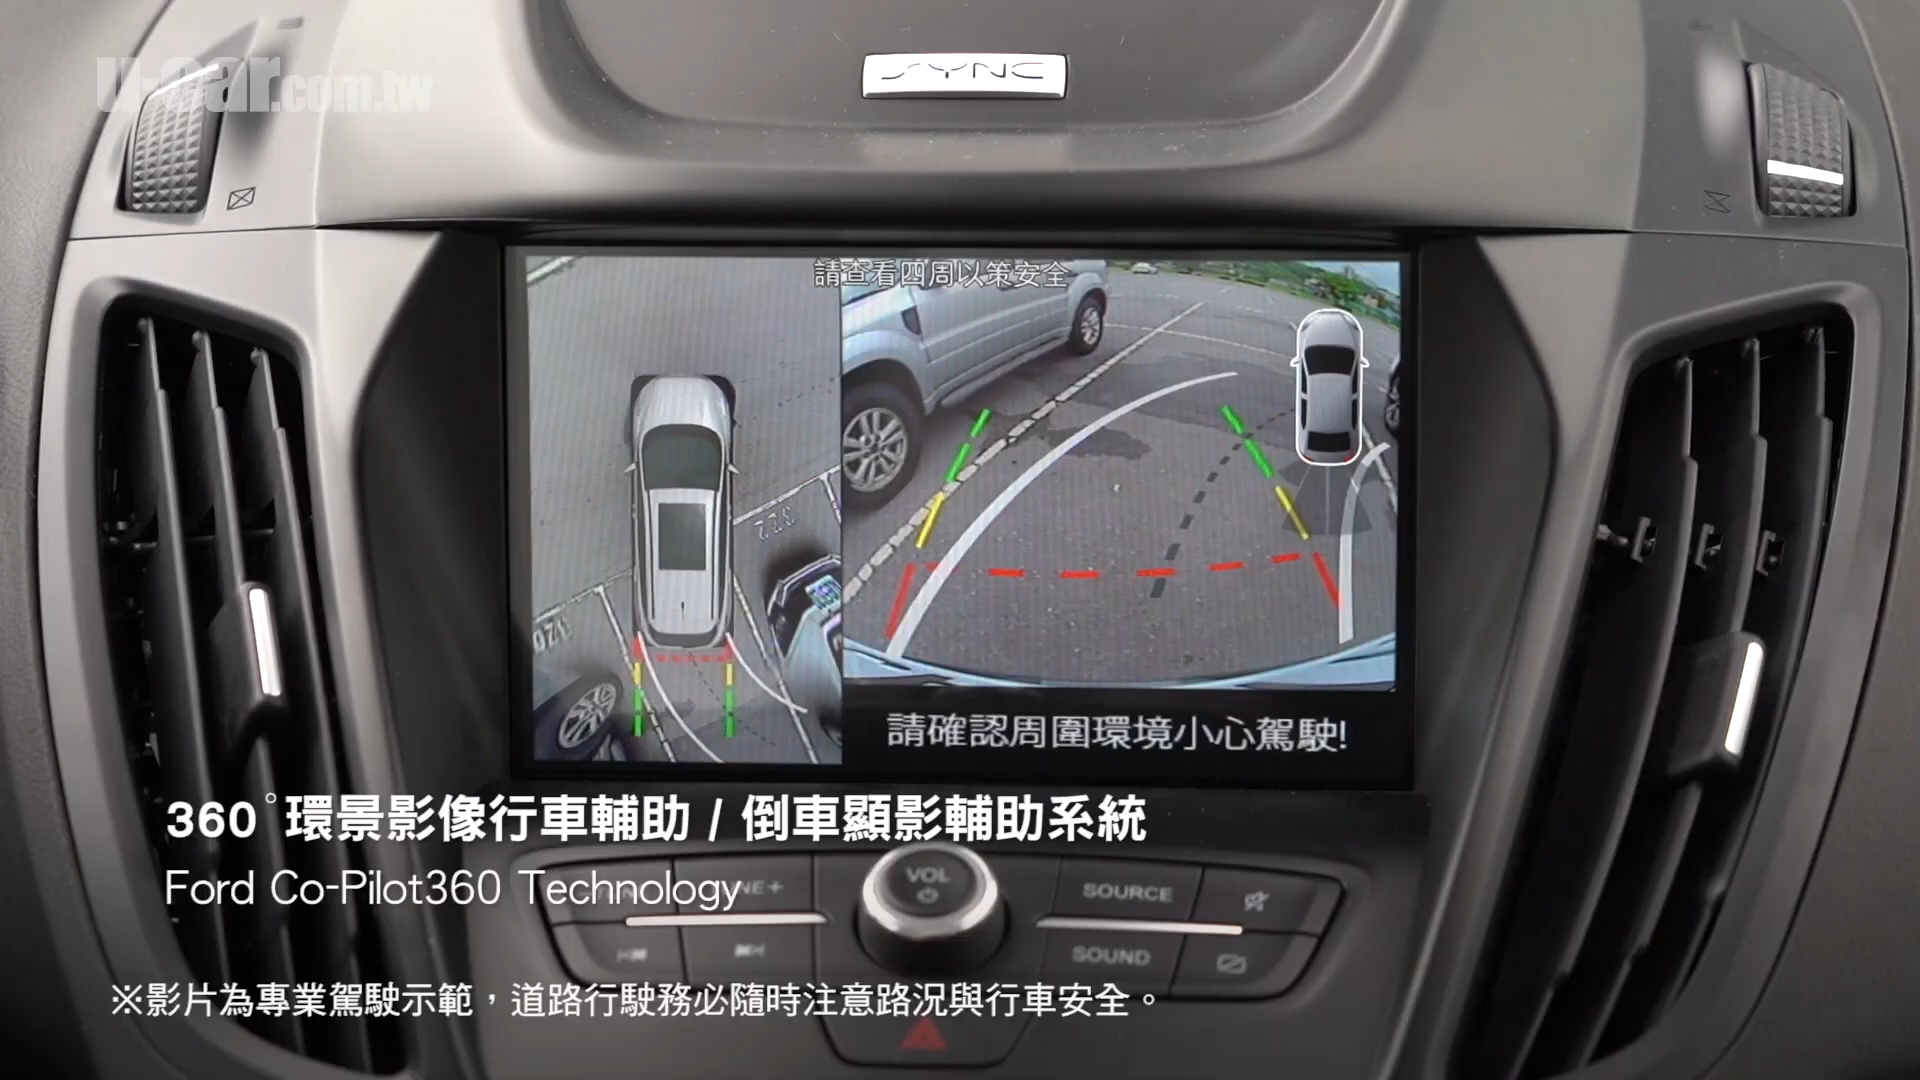 u-car.com.tw
SYNC
請查看四周以策安全
322
請確認周圍環境小心駕駛!
360°環景影像行車輔助 / 倒車顯影輔助系統
Ford Co-Pilot360 Technology
VOL
SOURCE
SOUND
※影片為專業駕駛示範，道路行駛務必隨時注意路況與行車安全。